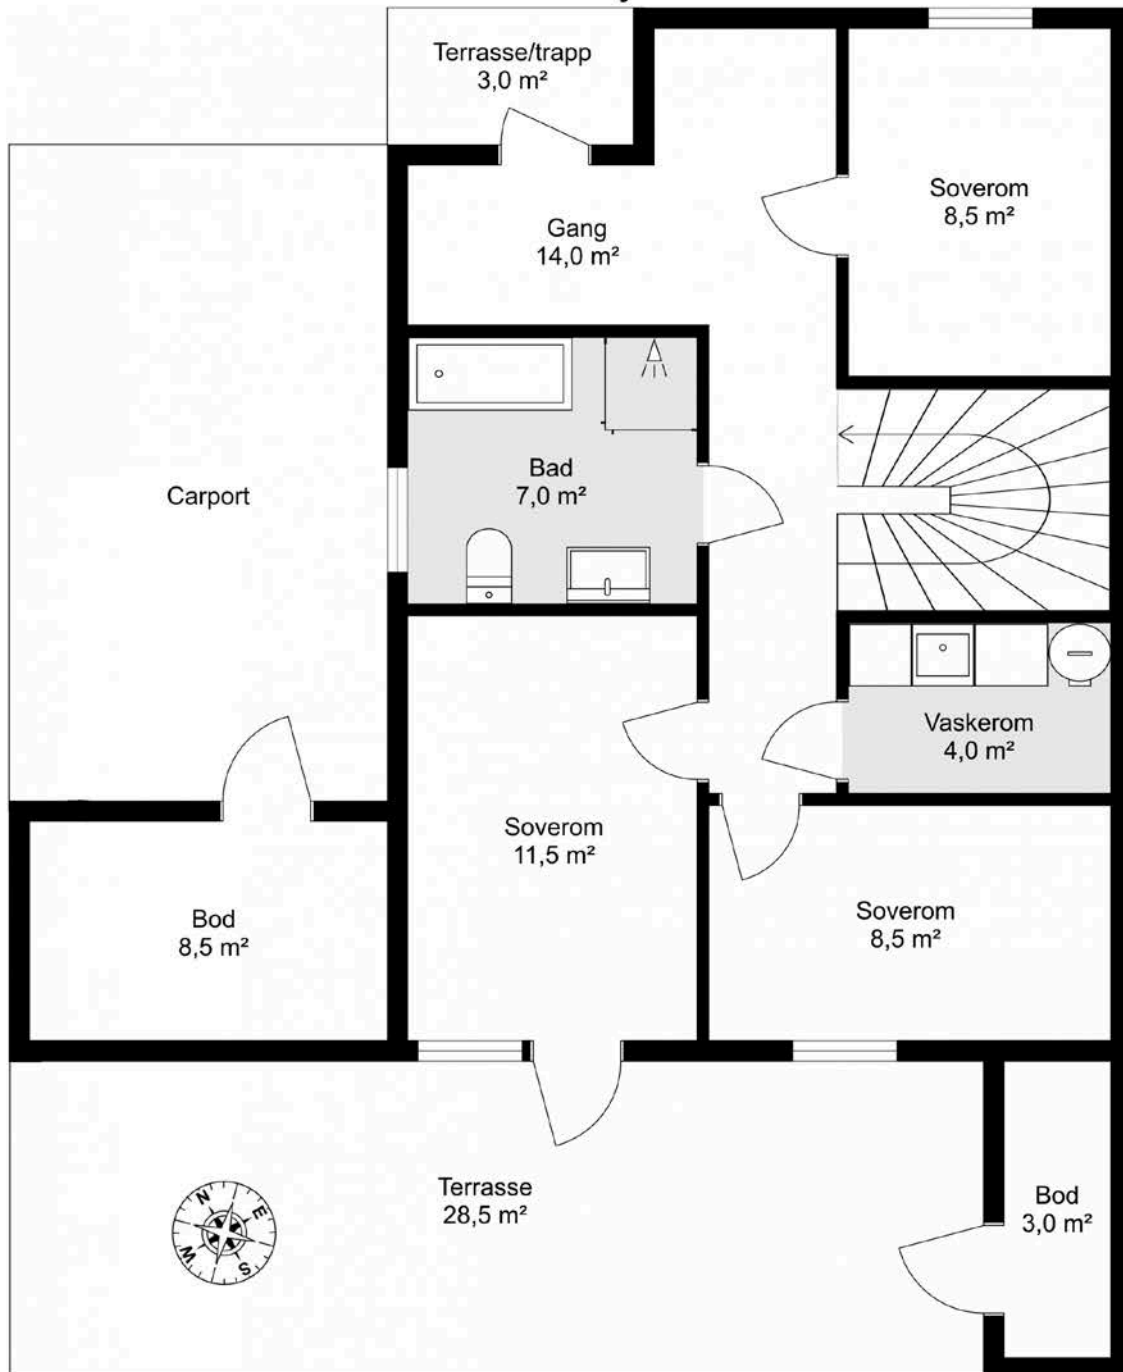 Terrasse/trapp
3,0 m²
Soverom
8,5 m²
Gang
14,0 m²
Bad
7,0 m²
Carport
Vaskerom
4,0 m²
Soverom
11,5 m²
Soverom
8,5 m²
Bod
8,5 m²
Terrasse
28,5 m²
Bod
3,0 m²
N
E
W
S